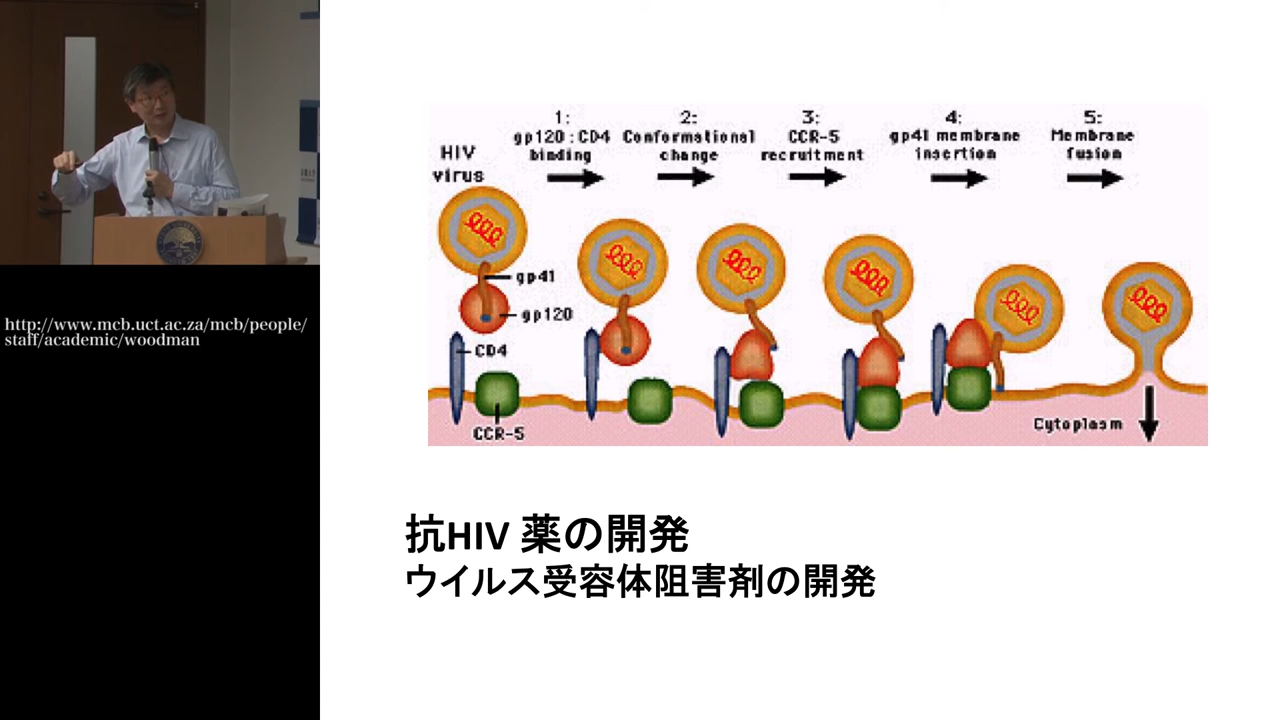 http://www.mcb.uct.ac.za/mcb/people/
staff/academic/woodman
HIV
virus
1:
gp120 : CD4
binding
2:
Conformational
change
3:
CCR-5
recruitment
4:
gp41 membrane
insertion
5:
Membrane
fusion
gp41
gp120
CD4
CCR-5
Cytoplasm
抗HIV 薬の開発
ウイルス受容体阻害剤の開発